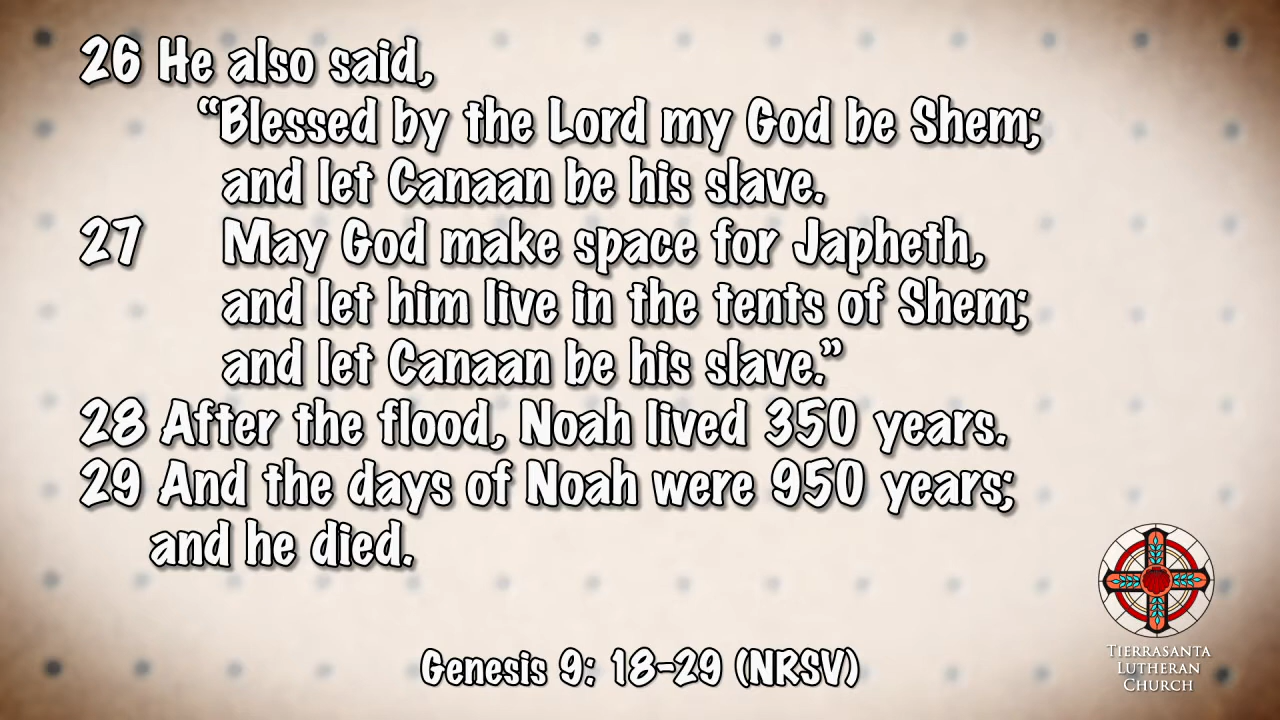 26 He also said,
“Blessed by the Lord my God be Shem;
and let Canaan be his slave.
27 May God make space for Japheth,
and let him live in the tents of Shem;
and let Canaan be his slave.”
28 After the flood, Noah lived 350 years.
29 And the days of Noah were 950 years;
and he died.
Genesis 9: 18-29 (NRSV)
TIERRASANTA
LUTHERAN
CHURCH